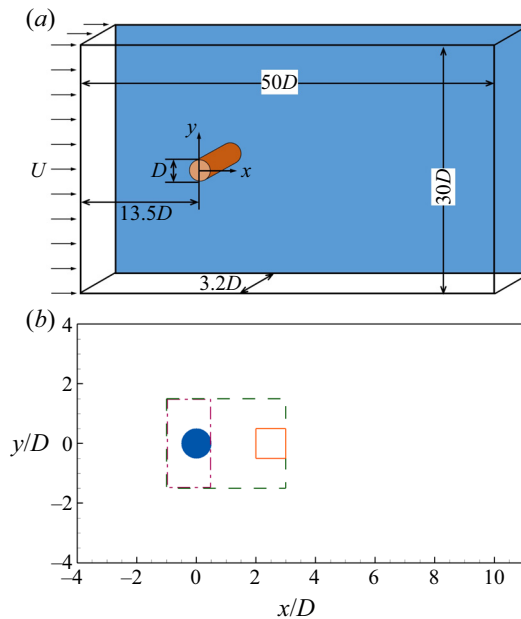 (a)
50D
y
U
D
x
30D
13.5D
3.2D
(b)
4
2
y/D
0
–2
–4
–4 –2 0 2 4 6 8 10
x/D